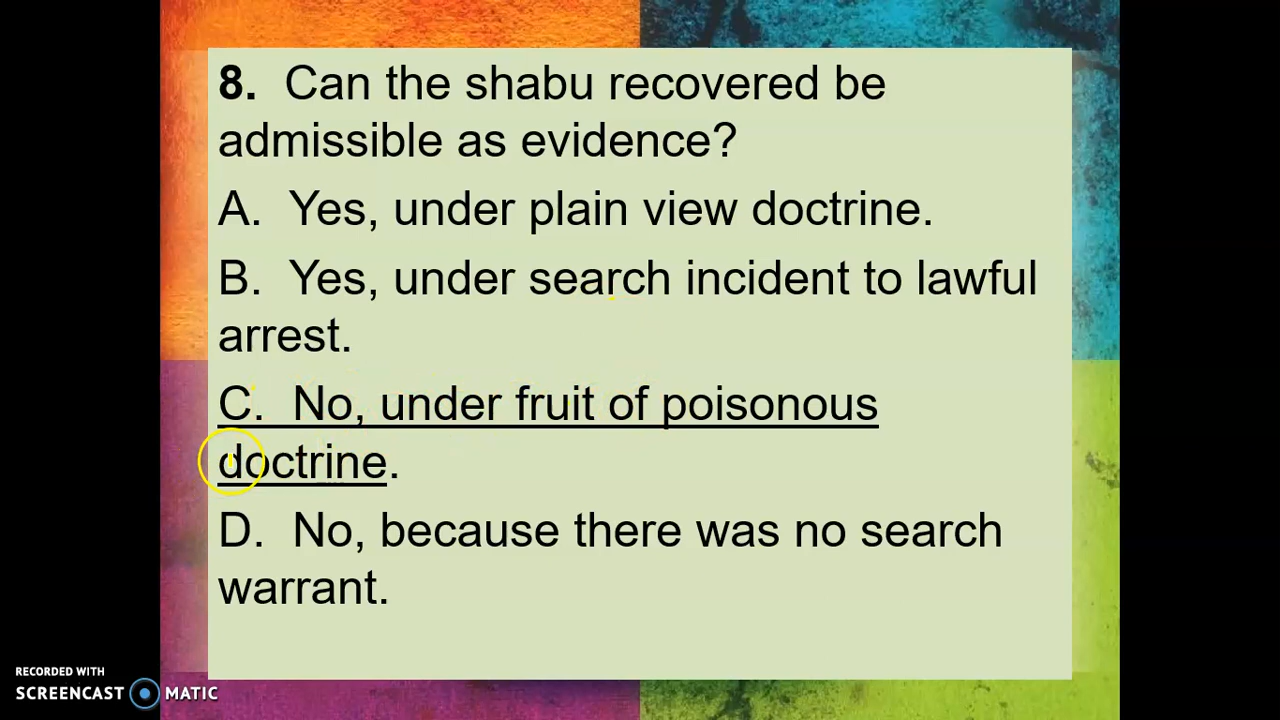 8. Can the shabu recovered be
admissible as evidence?
A. Yes, under plain view doctrine.
B. Yes, under search incident to lawful
arrest.
C. No, under fruit of poisonous
doctrine.
D. No, because there was no search
warrant.
RECORDED WITH
SCREENCAST MATIC